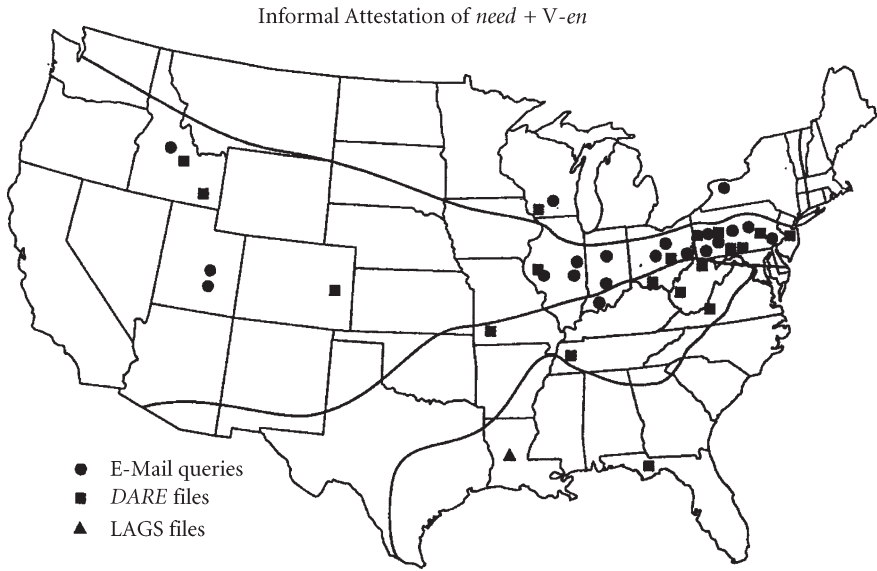 Informal Attestation of need + V-en
E-Mail queries
DARE files
LAGS files